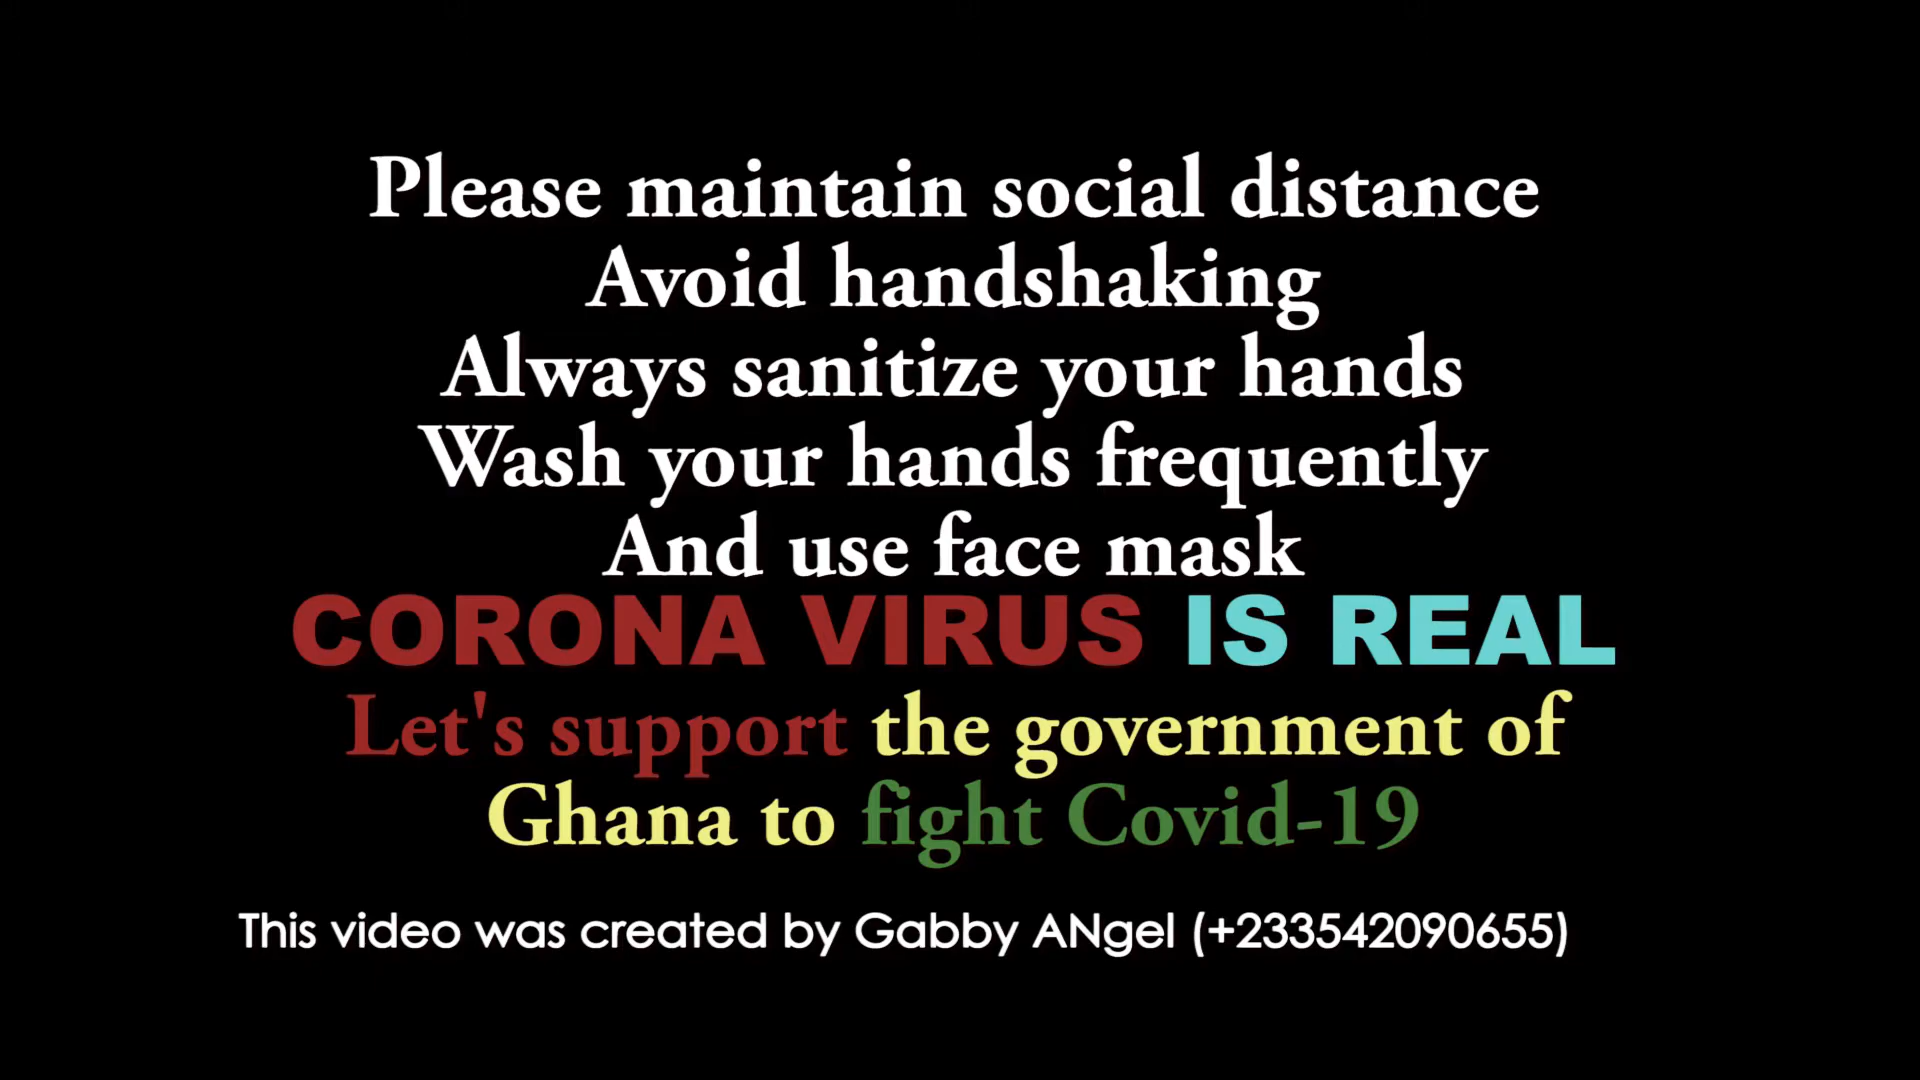 Please maintain social distance
Avoid handshaking
Always sanitize your hands
Wash your hands frequently
And use face mask
CORONA VIRUS IS REAL
Let's support the government of
Ghana to fight Covid-19
This video was created by Gabby ANgel (+233542090655)